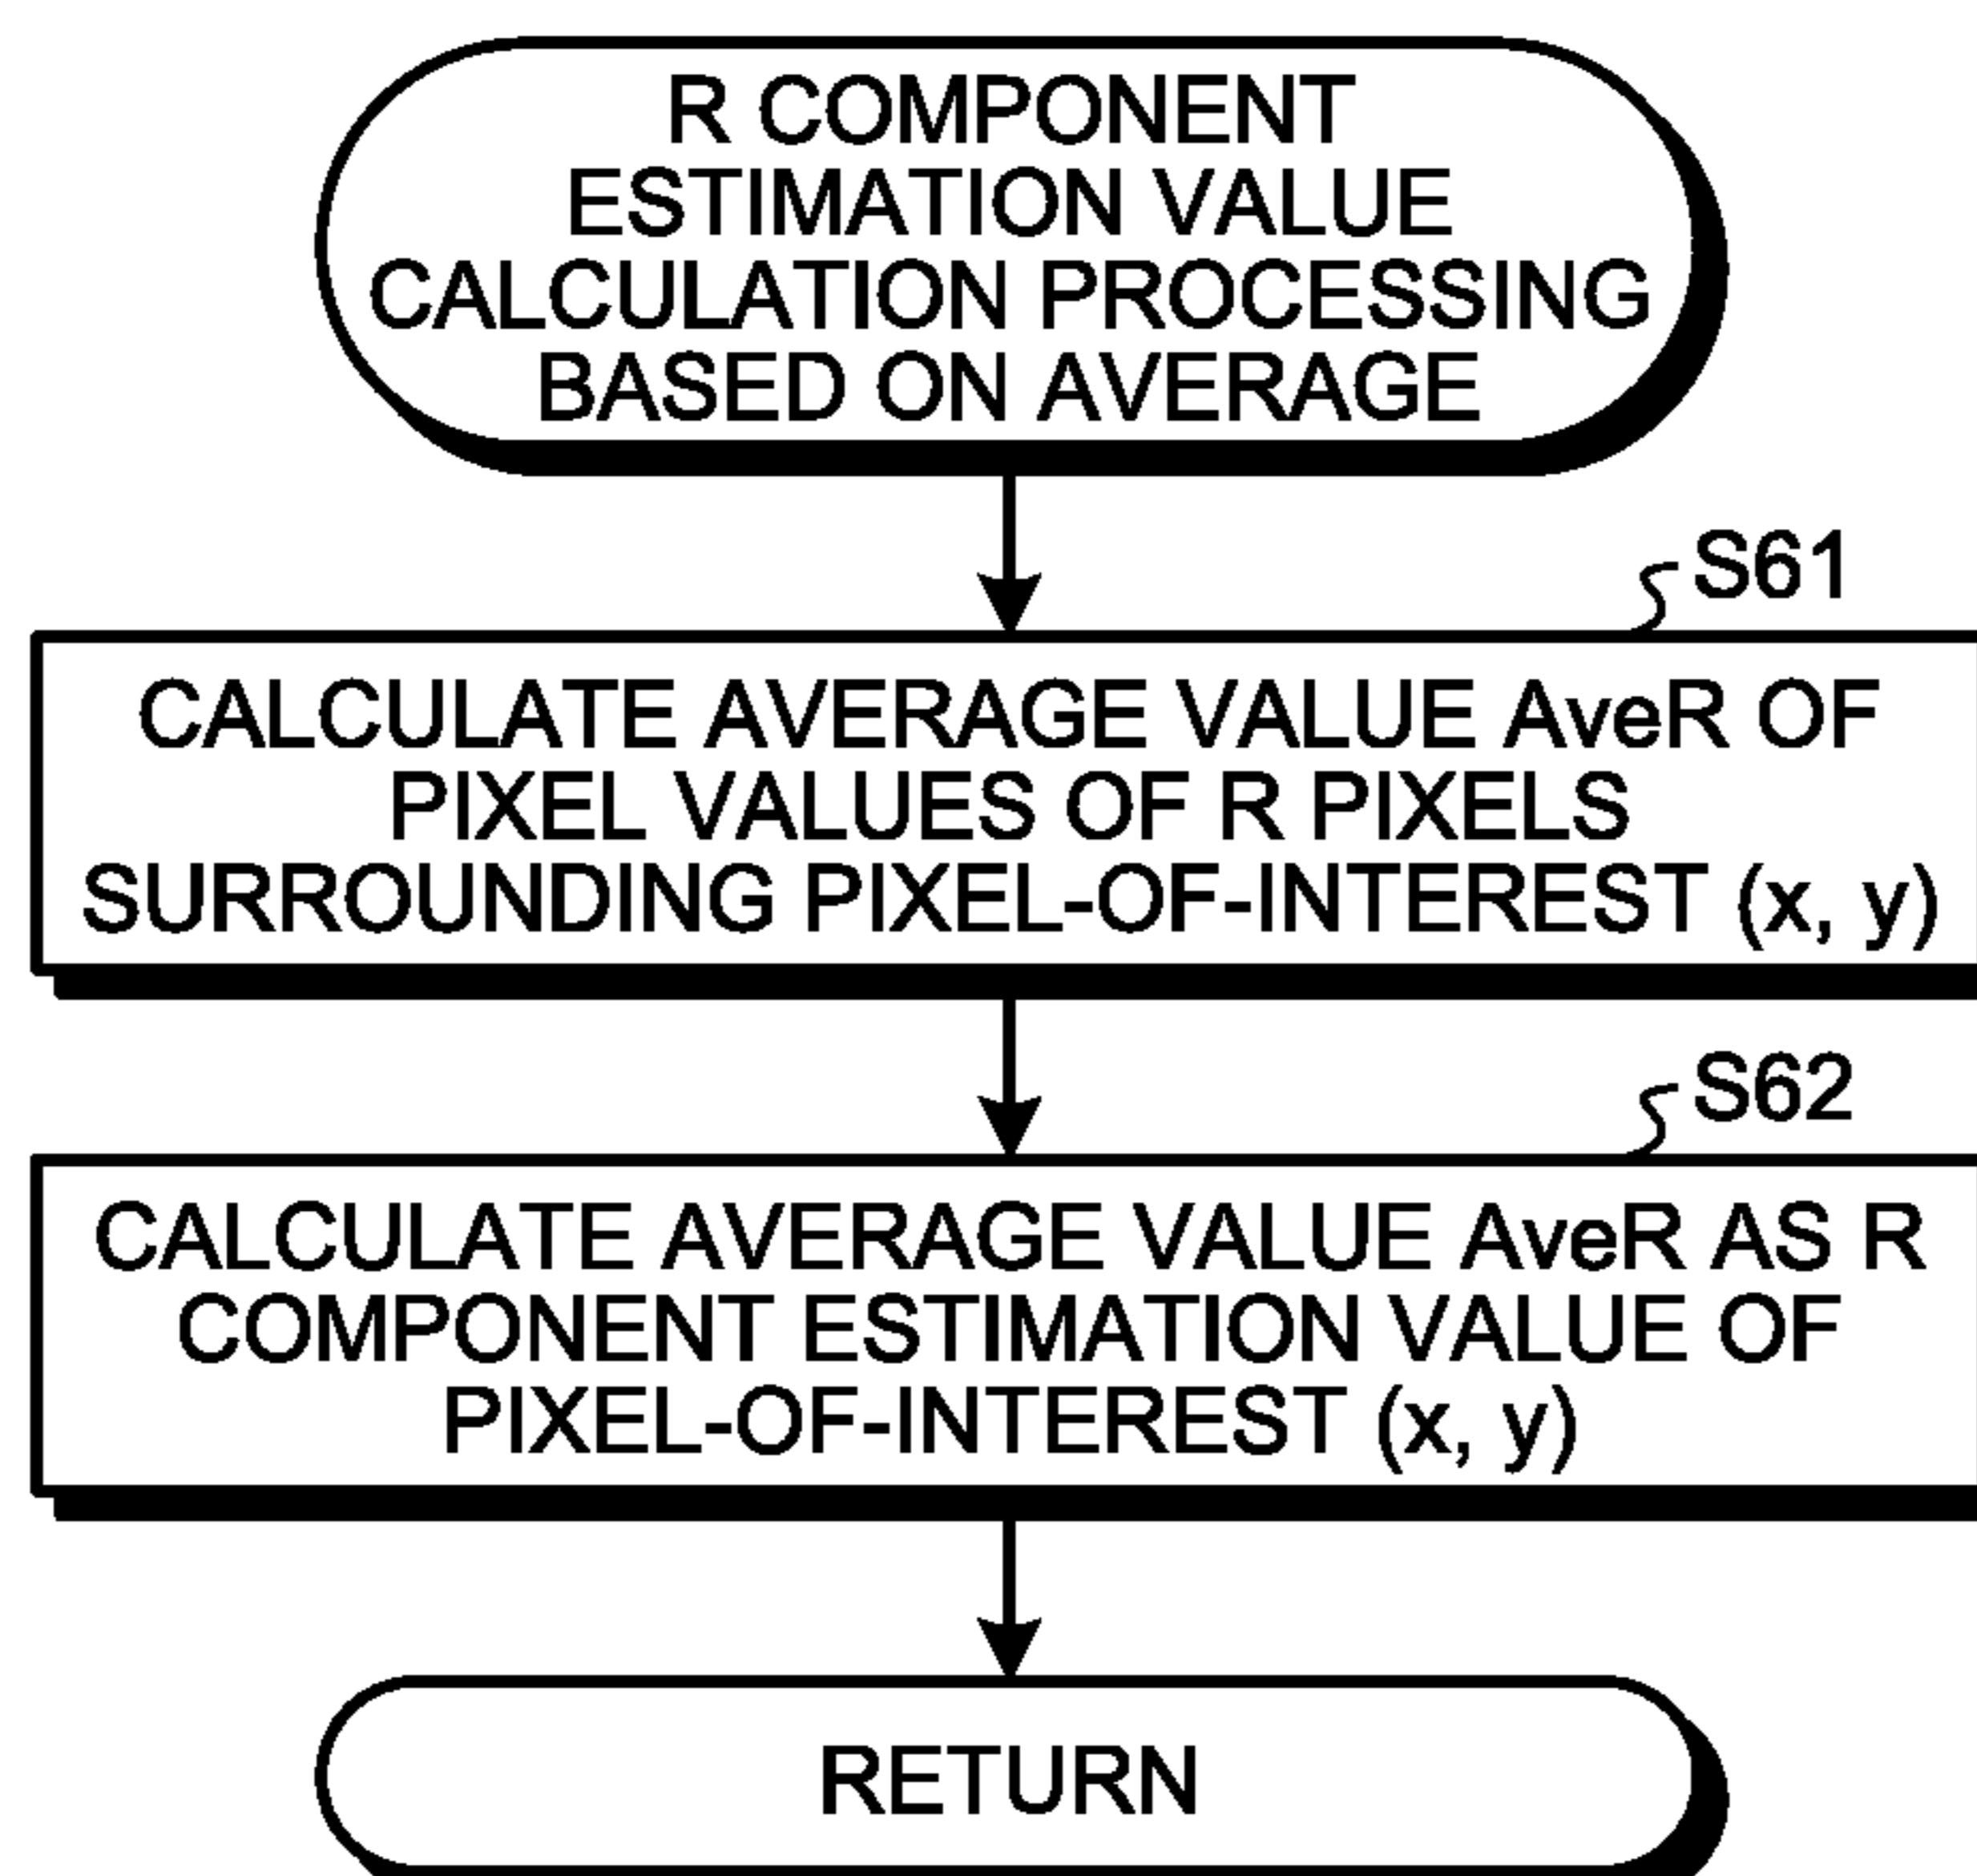 R COMPONENT
ESTIMATION VALUE
CALCULATION PROCESSING
BASED ON AVERAGE
S61
CALCULATE AVERAGE VALUE AveR OF
PIXEL VALUES OF R PIXELS
SURROUNDING PIXEL-OF-INTEREST (x, y)
S62
CALCULATE AVERAGE VALUE AveR AS R
COMPONENT ESTIMATION VALUE OF
PIXEL-OF-INTEREST (x, y)
RETURN